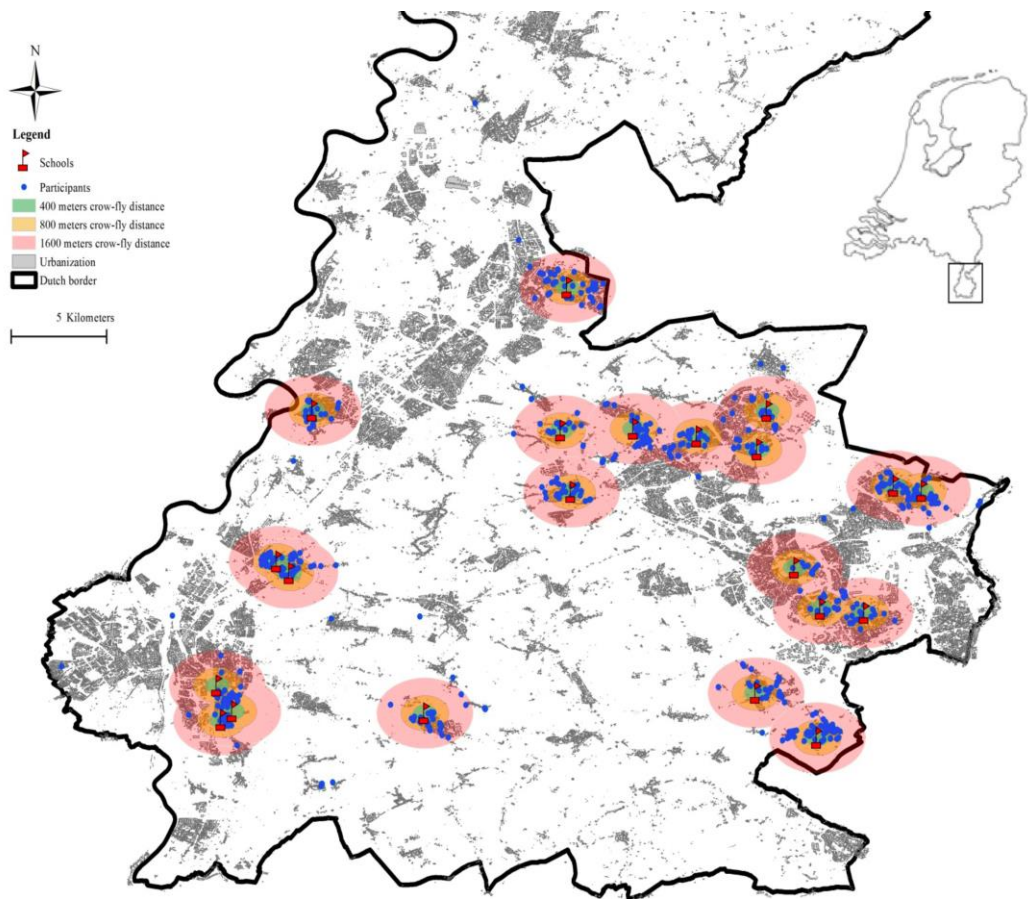 N
Legend
Schools
Participants
400 meters crow-fly distance
800 meters crow-fly distance
1600 meters crow-fly distance
Urbanization
Dutch border
5 Kilometers